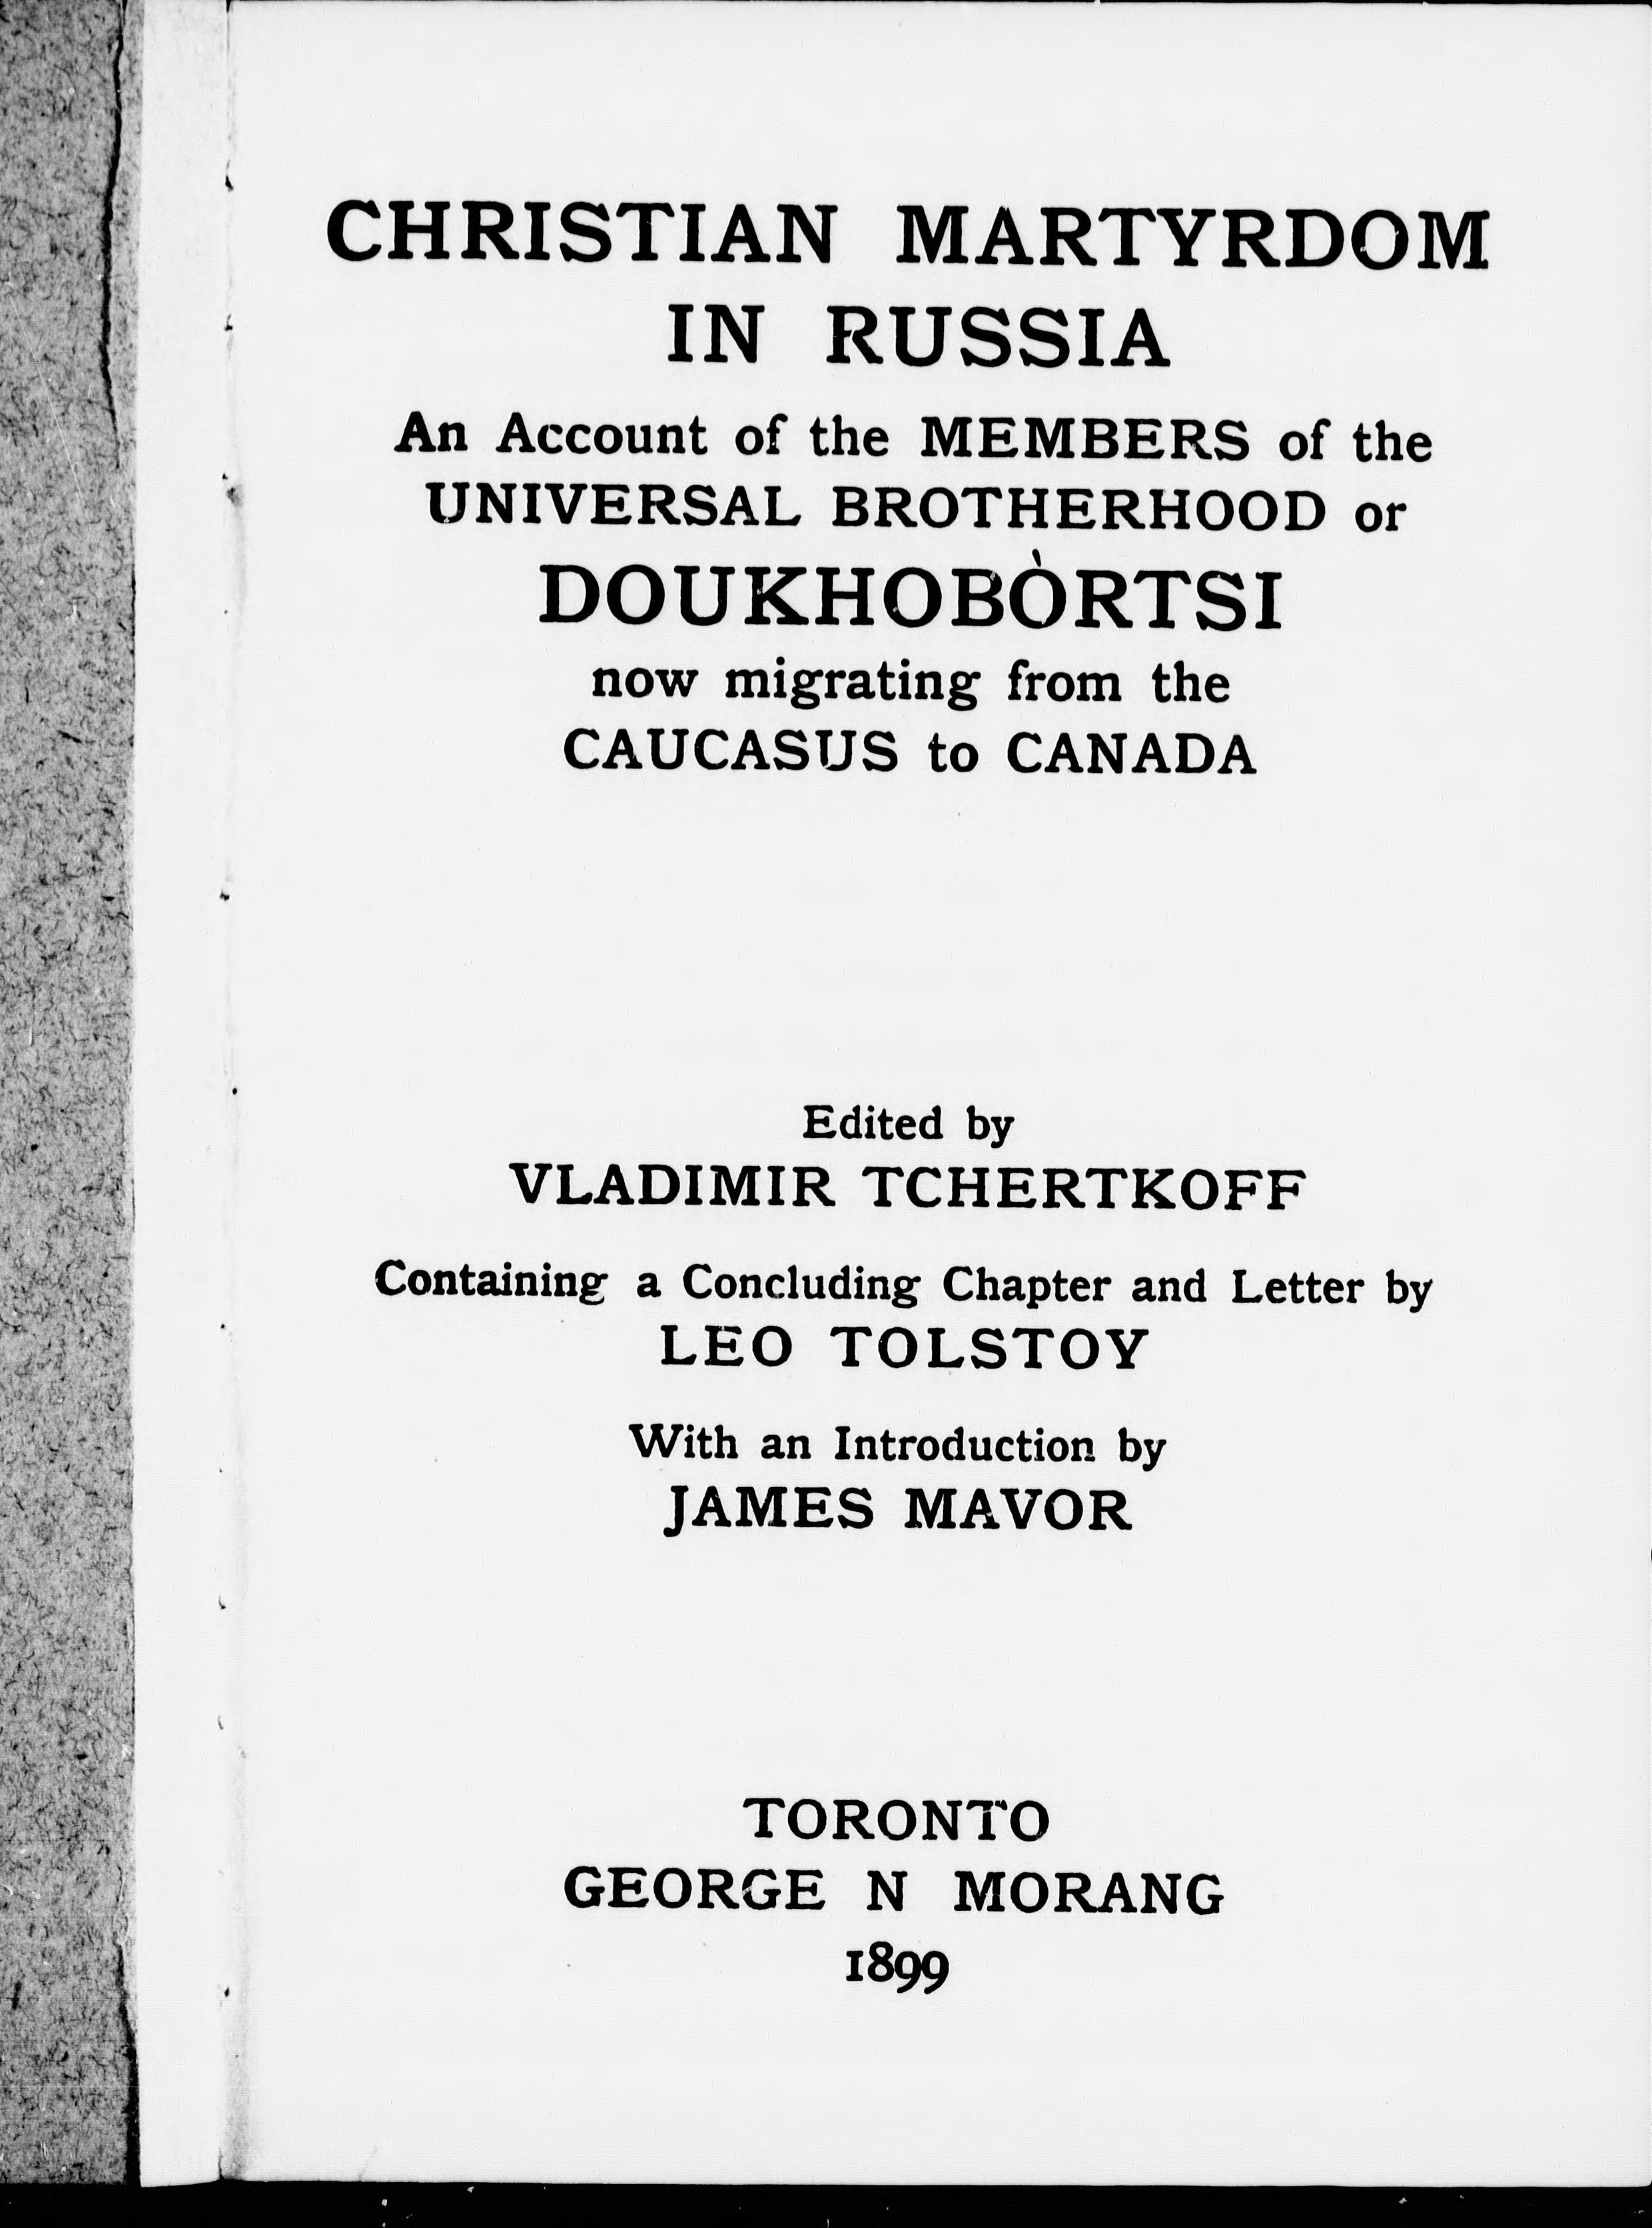 CHRISTIAN MARTYRDOM
IN RUSSIA
An Account of the MEMBERS of the
UNIVERSAL BROTHERHOOD or
DOUKHOBÒRTSI
now migrating from the
CAUCASUS to CANADA
Edited by
VLADIMIR TCHERTKOFF
Containing a Concluding Chapter and Letter by
LEO TOLSTOY
With an Introduction by
JAMES MAVOR
TORONTO
GEORGE N MORANG
1899